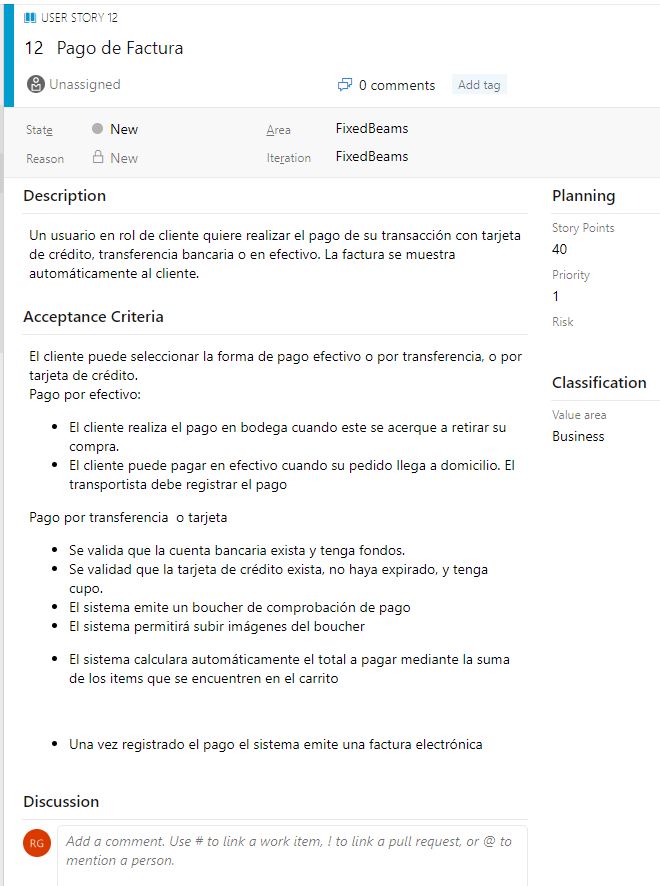 USER STORY 12
12 Pago de Factura
Unassigned
0 comments
Add tag
State
New
Area
FixedBeams
Reason
New
Iteration
FixedBeams
Description
Un usuario en rol de cliente quiere realizar el pago de su transacción con tarjeta
de crédito, transferencia bancaria o en efectivo. La factura se muestra
automáticamente al cliente.
Acceptance Criteria
El cliente puede seleccionar la forma de pago efectivo o por transferencia, o por
tarjeta de crédito.
Pago por efectivo:
• El cliente realiza el pago en bodega cuando este se acerque a retirar su
compra.
• El cliente puede pagar en efectivo cuando su pedido llega a domicilio. El
transportista debe registrar el pago
Pago por transferencia o tarjeta
• Se valida que la cuenta bancaria exista y tenga fondos.
• Se validad que la tarjeta de crédito exista, no haya expirado, y tenga
cupo.
• El sistema emite un boucher de comprobación de pago
• El sistema permitirá subir imágenes del boucher
• El sistema calculara automáticamente el total a pagar mediante la suma
de los items que se encuentren en el carrito
• Una vez registrado el pago el sistema emite una factura electrónica
Discussion
RG
Add a comment. Use # to link a work item, ! to link a pull request, or @ to
mention a person.
Planning
Story Points
40
Priority
1
Risk
Classification
Value area
Business